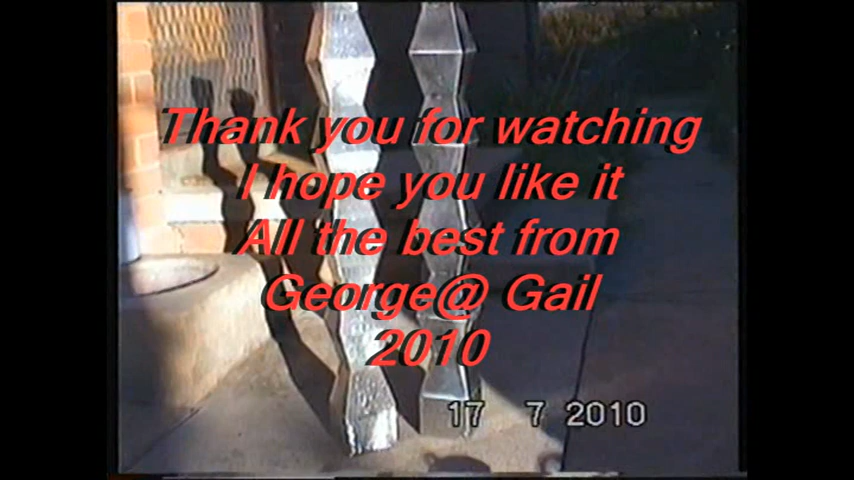 Thank you for watching
I hope you like it
All the best from
George@ Gail
2010
17 7 2010